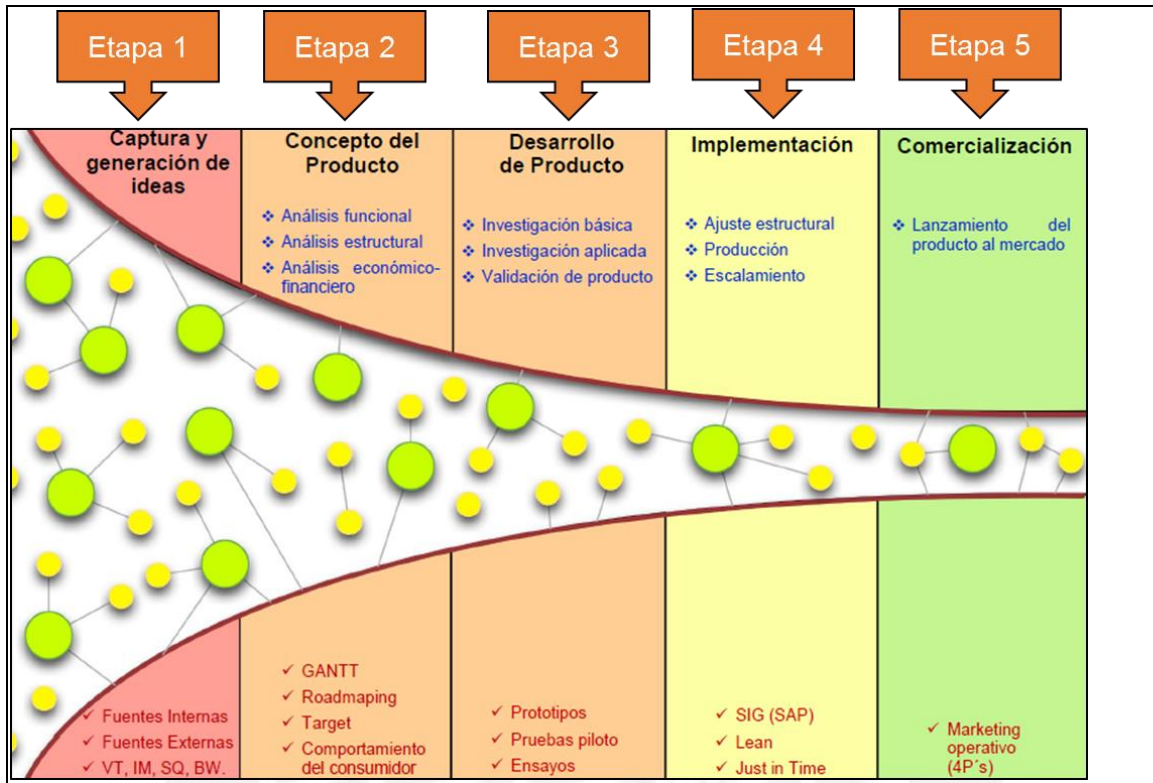 Etapa 1
Etapa 2
Etapa 3
Etapa 4
Etapa 5
Captura y
generación de
ideas
Concepto del
Producto
❖ Análisis funcional
❖ Análisis estructural
❖ Análisis económico-
financiero
Desarrollo
de Producto
❖ Investigación básica
❖ Investigación aplicada
❖ Validación de producto
Implementación
❖ Ajuste estructural
❖ Producción
❖ Escalamiento
Comercialización
❖ Lanzamiento del
producto al mercado
✓ Fuentes Internas
✓ Fuentes Externas
✓ VT, IM, SQ, BW.
✓ GANTT
✓ Roadmaping
✓ Target
✓ Comportamiento
del consumidor
✓ Prototipos
✓ Pruebas piloto
✓ Ensayos
✓ SIG (SAP)
✓ Lean
✓ Just in Time
✓ Marketing
operativo
(4P´s)